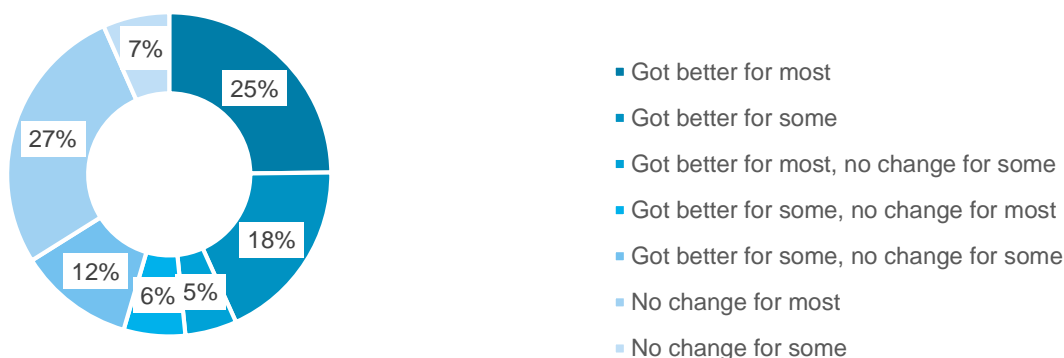 7%
25%
27%
18%
12%
6%
5%
Got better for most
Got better for some
Got better for most, no change for some
Got better for some, no change for most
Got better for some, no change for some
No change for most
No change for some